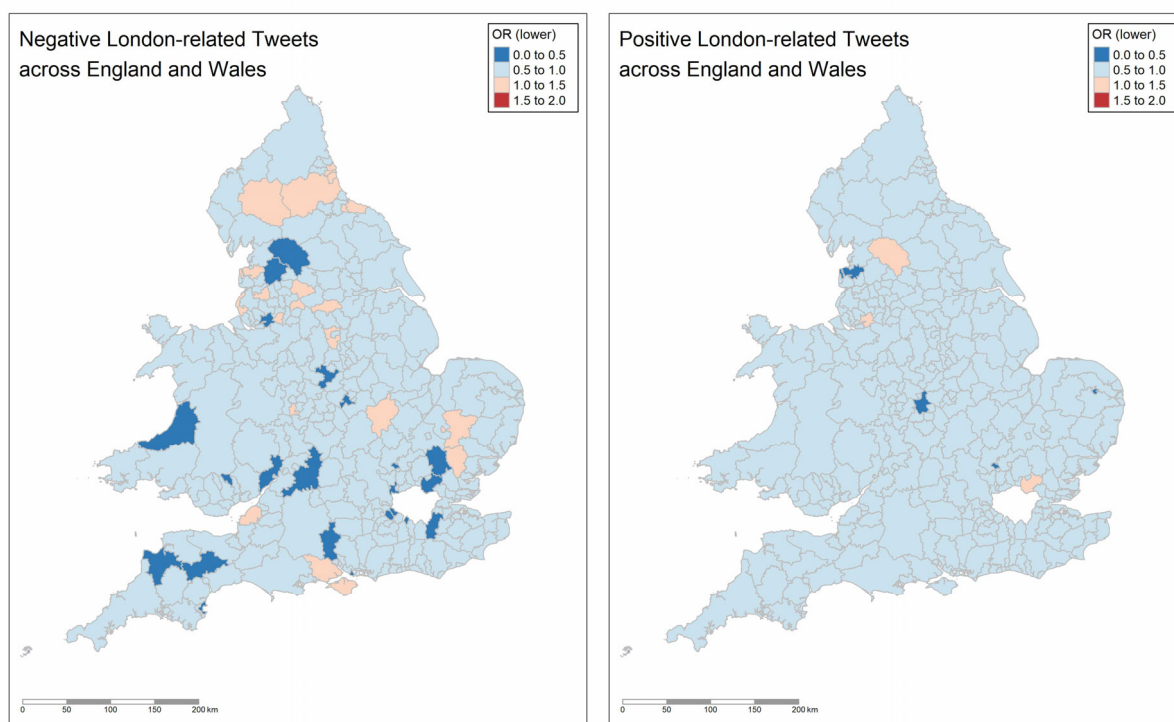 Negative London-related Tweets
across England and Wales
OR (lower)
0.0 to 0.5
0.5 to 1.0
1.0 to 1.5
1.5 to 2.0
0 50 100 150 200 km
Positive London-related Tweets
across England and Wales
OR (lower)
0.0 to 0.5
0.5 to 1.0
1.0 to 1.5
1.5 to 2.0
0 50 100 150 200 km